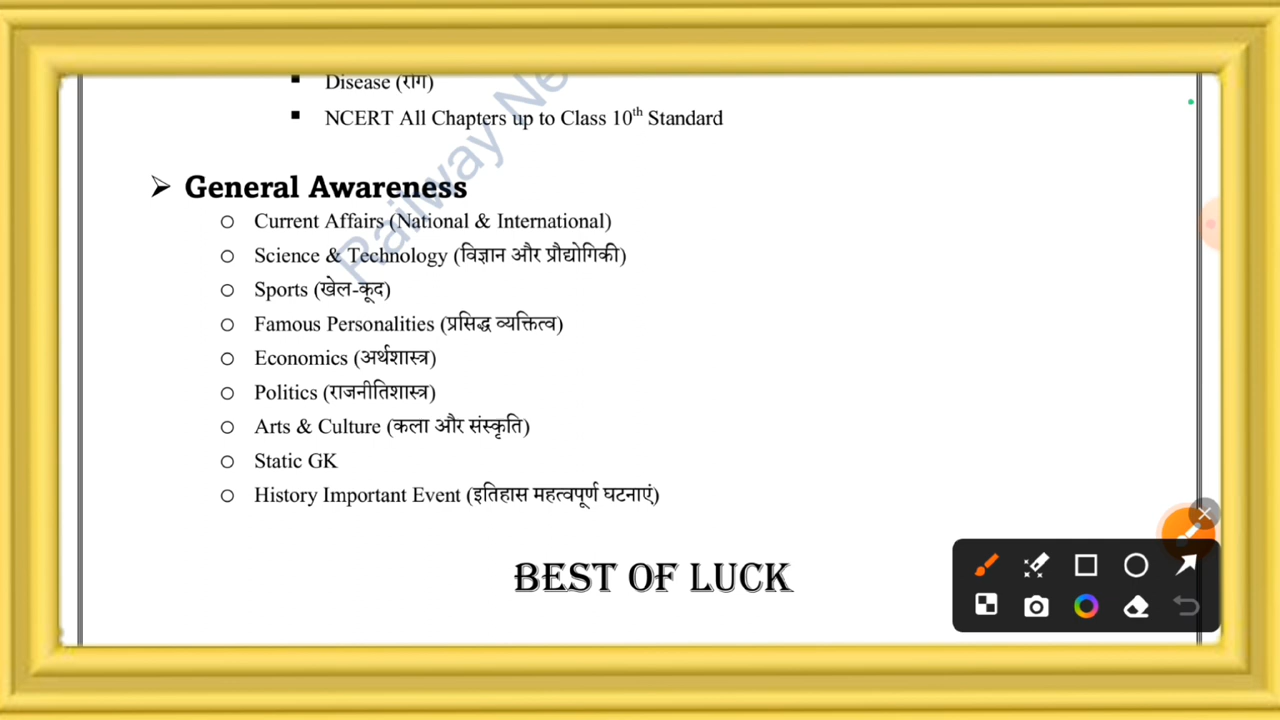 Disease (राग)
NCERT All Chapters up to Class 10th Standard
Railway Ne
General Awareness
Current Affairs (National & International)
Science & Technology (विज्ञान और प्रौद्योगिकी)
Sports (खेल-कूद)
Famous Personalities (प्रसिद्ध व्यक्तित्व)
Economics (अर्थशास्त्र)
Politics (राजनीतिशास्त्र)
Arts & Culture (कला और संस्कृति)
Static GK
History Important Event (इतिहास महत्वपूर्ण घटनाएं)
BEST OF LUCK